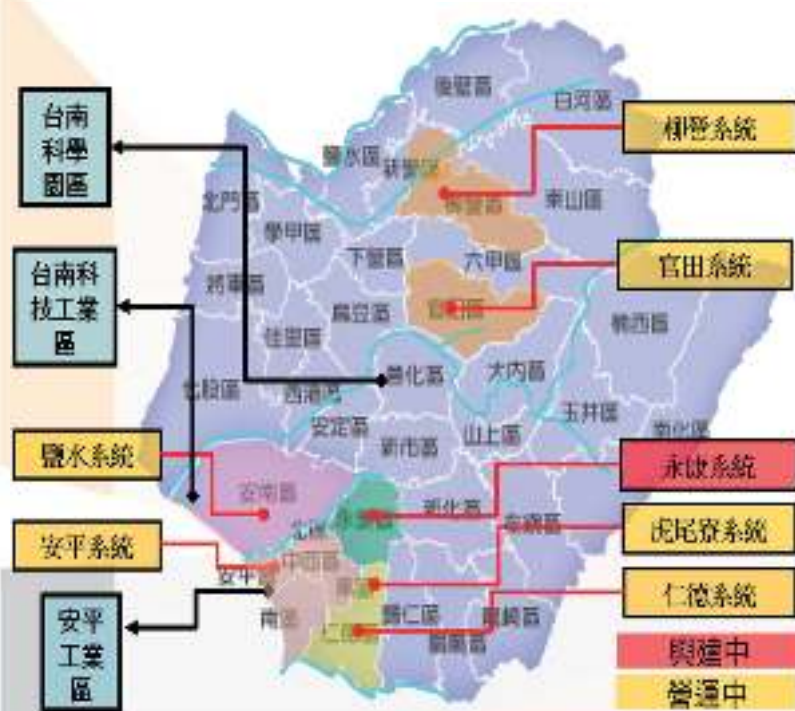 後壁區
白河區
台南
科學
園區
柳營系統
鹽水區
新營區
柳營區
東山區
北門區
學甲區
下營區
六甲區
官田系統
台南科
技工業
區
將軍區
官田區
楠西區
佳里區
善化區
大內區
七股區
西港區
玉井區
安定區
新市區
山上區
南化區
鹽水系統
永康系統
安南區
新化區
北區
永康區
左鎮區
虎尾寮系統
安平系統
中西區
安平區
東區
仁德系統
安平
工業
區
南區
仁德區
歸仁區
關廟區
龍崎區
興建中
營運中